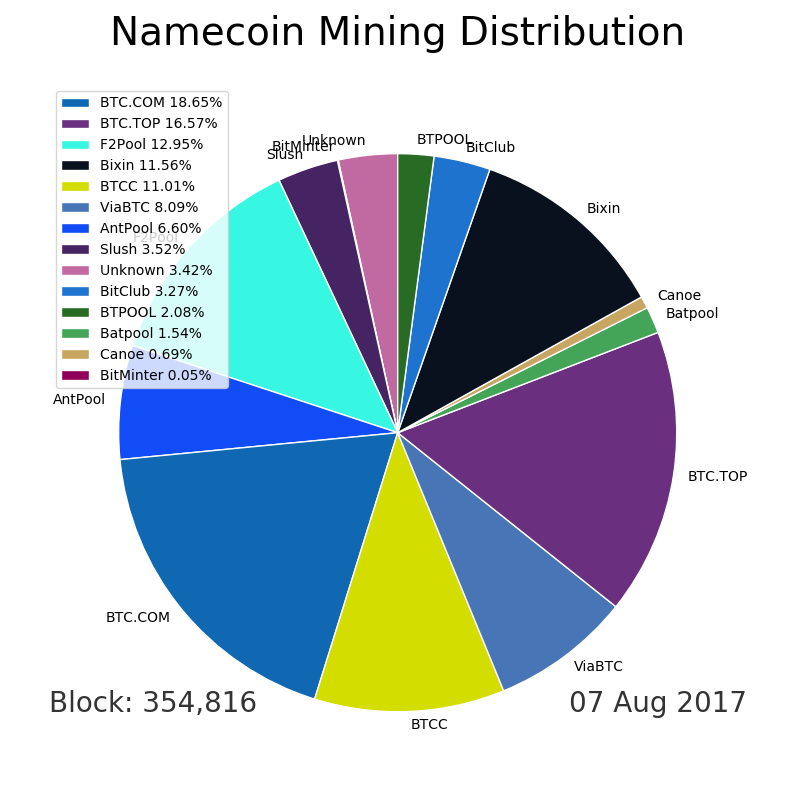 Namecoin Mining Distribution
BTC.COM 18.65%
BTC.TOP 16.57%
F2Pool 12.95%
Bixin 11.56%
BTCC 11.01%
ViaBTC 8.09%
AntPool 6.60%
Slush 3.52%
Unknown 3.42%
BitClub 3.27%
BTPOOL 2.08%
Batpool 1.54%
Canoe 0.69%
BitMinter 0.05%
Unknown
BitMinter
Slush
F2Pool
AntPool
BTC.COM
BTCC
ViaBTC
BTC.TOP
Batpool
Canoe
Bixin
BitClub
BTPOOL
Block: 354,816
07 Aug 2017